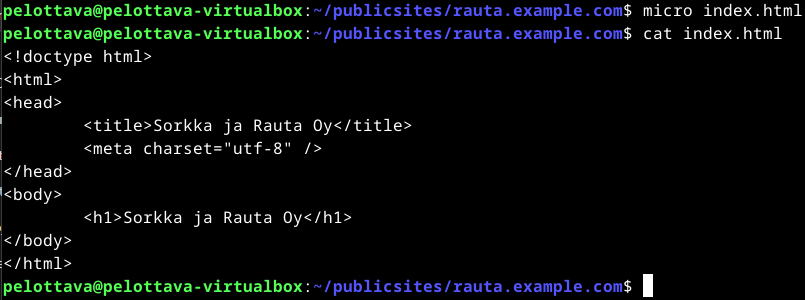 pelottava@pelottava-virtualbox:~/publicsites/rauta.example.com$ micro index.html
pelottava@pelottava-virtualbox:~/publicsites/rauta.example.com$ cat index.html
<!doctype html>
<html>
<head>
        <title>Sorkka ja Rauta Oy</title>
        <meta charset="utf-8" />
</head>
<body>
        <h1>Sorkka ja Rauta Oy</h1>
</body>
</html>
pelottava@pelottava-virtualbox:~/publicsites/rauta.example.com$